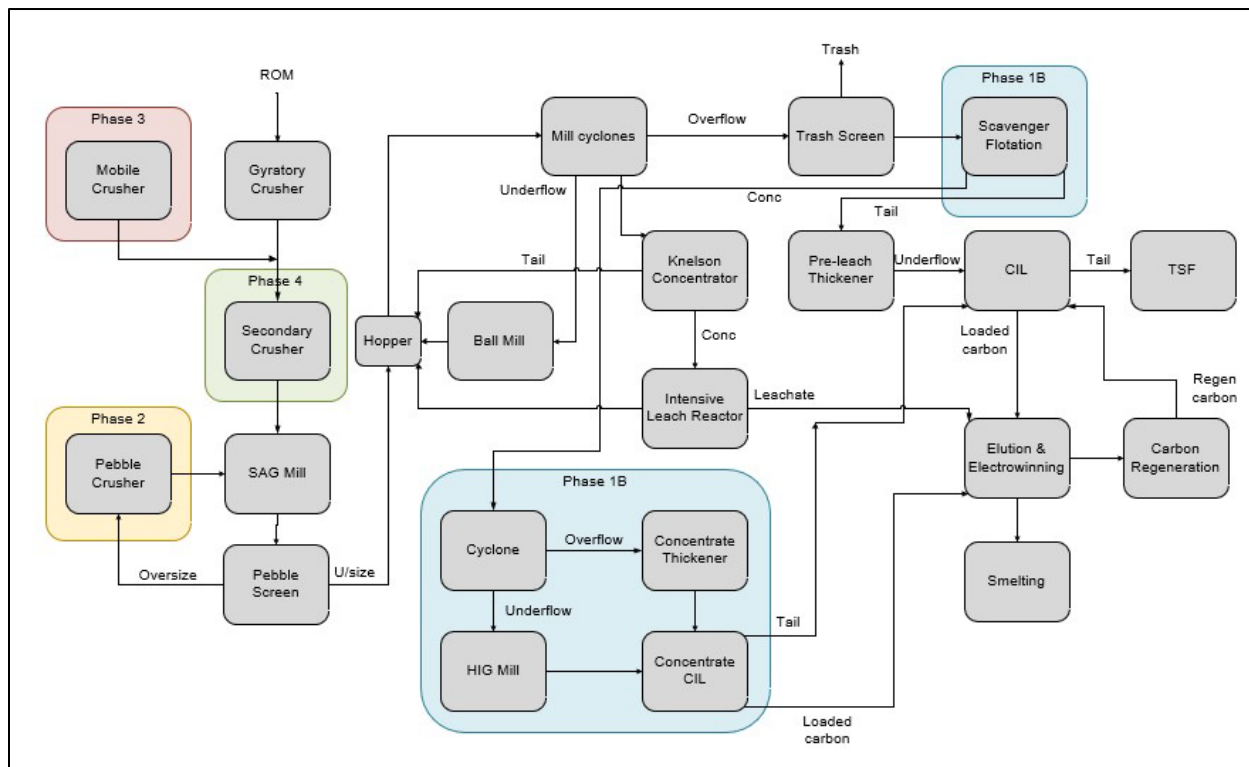 Trash
ROM
Phase 1B
Phase 3
Mobile
Crusher
Gyratory
Crusher
Mill cyclones
Overflow
Trash Screen
Scavenger
Flotation
Underflow
Conc
Tail
Phase 4
Secondary
Crusher
Tail
Knelson
Concentrator
Pre-leach
Thickener
Underflow
CIL
Tail
TSF
Hopper
Ball Mill
Conc
Loaded
carbon
Intensive
Leach Reactor
Leachate
Regen
carbon
Phase 2
Pebble
Crusher
SAG Mill
Elution &
Electrowinning
Carbon
Regeneration
Phase 1B
Cyclone
Overflow
Concentrate
Thickener
Oversize
Pebble
Screen
U/size
Smelting
Underflow
Tail
HIG Mill
Concentrate
CIL
Loaded
carbon